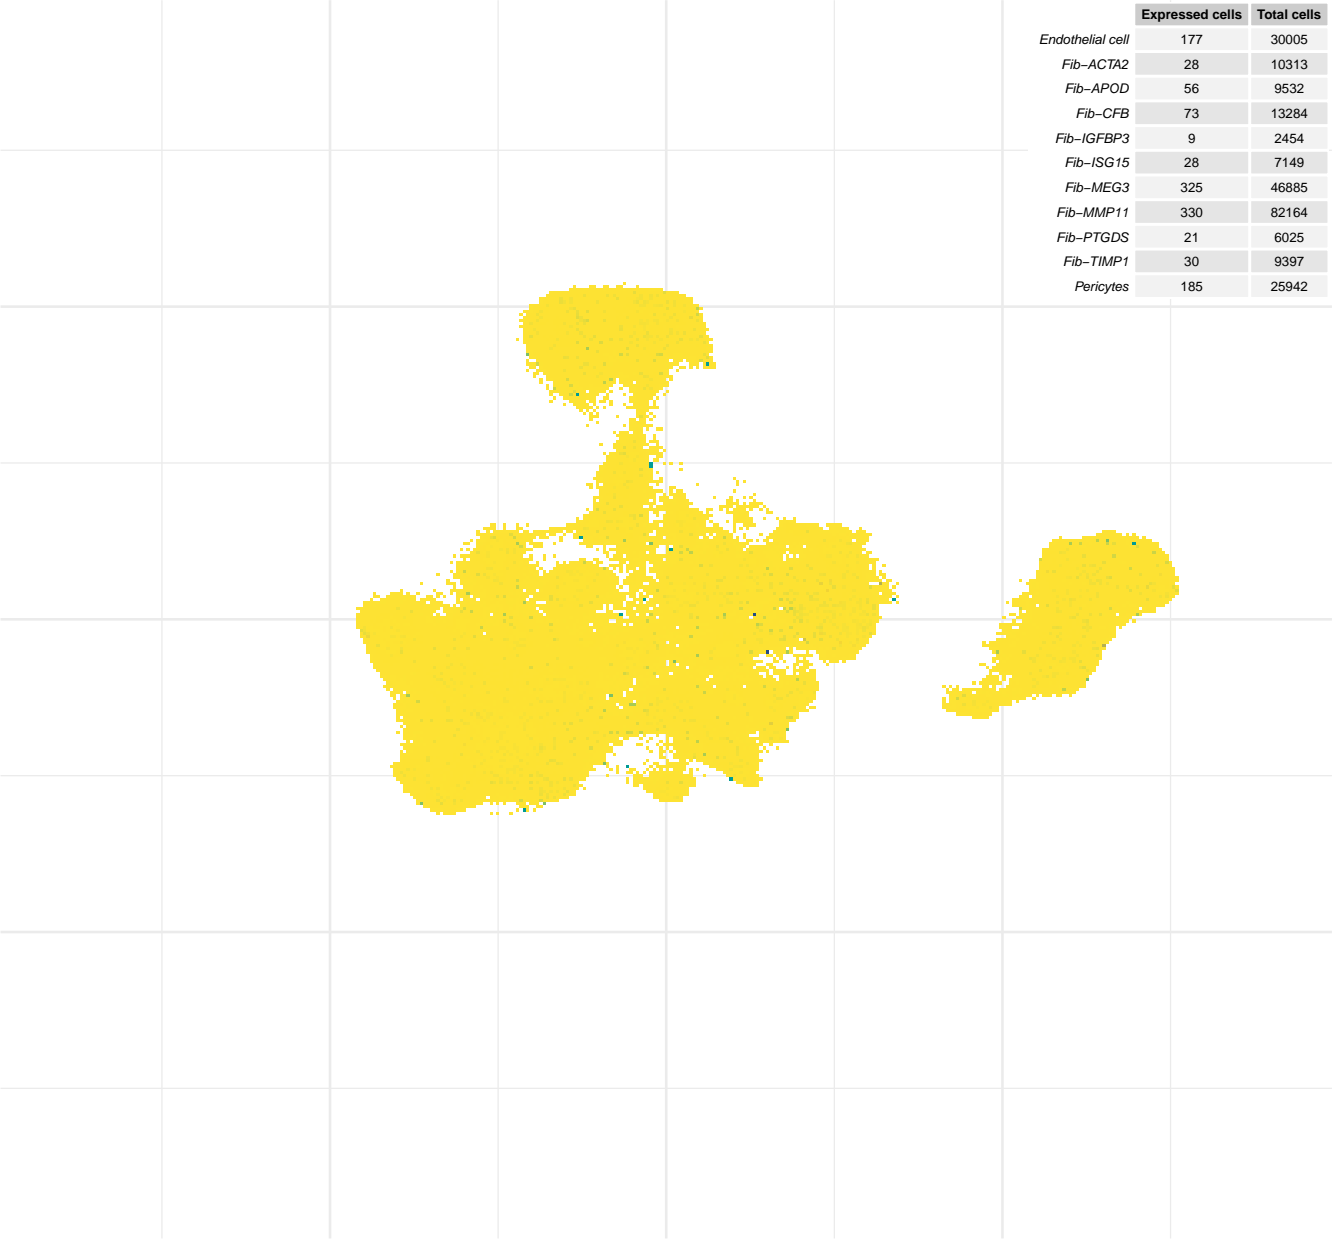 Expressed cells Total cells
Endothelial cell 177 30005
Fib−ACTA2 28 10313
Fib−APOD 56 9532
Fib−CFB 73 13284
Fib−IGFBP3 9 2454
Fib−ISG15 28 7149
Fib−MEG3 325 46885
Fib−MMP11 330 82164
Fib−PTGDS 21 6025
Fib−TIMP1 30 9397
Pericytes 185 25942